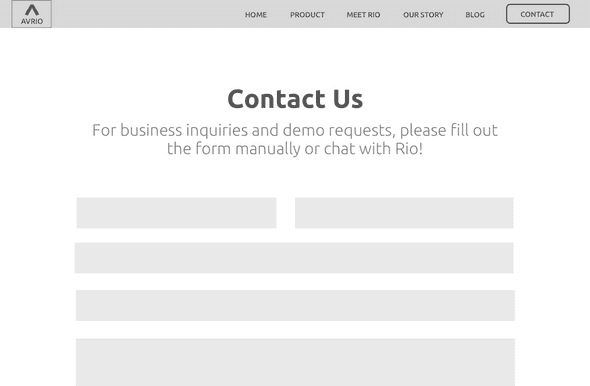 AVRIO
HOME PRODUCT MEET RIO OUR STORY BLOG CONTACT
Contact Us
For business inquiries and demo requests, please fill out
the form manually or chat with Rio!